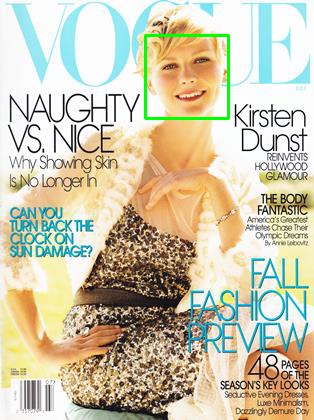 VOGUE
JULY
NAUGHTY
VS. NICE
Why Showing Skin
Is No Longer In
Kirsten
Dunst
REINVENTS
HOLLYWOOD
GLAMOUR
THE BODY
FANTASTIC
America's Greatest
Athletes Chase Their
Olympic Dreams
By Annie Leibovitz
CAN YOU
TURN BACK THE
CLOCK ON
SUN DAMAGE?
FALL
FASHION
PREVIEW
48 PAGES
OF THE
SEASON'S KEY LOOKS
Seductive Evening Dresses,
Luxe Minimalism,
Dazzlingly Demure Day